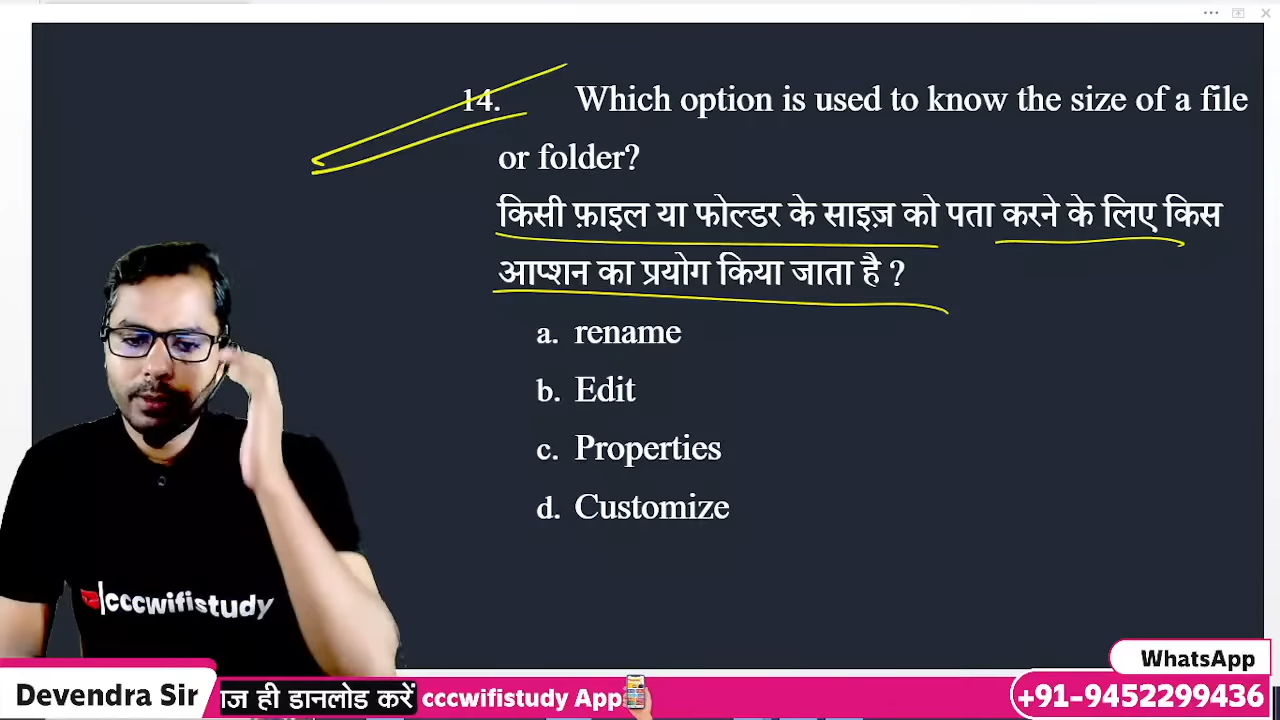 14. Which option is used to know the size of a file
or folder?
किसी फ़ाइल या फोल्डर के साइज़ को पता करने के लिए किस
आप्शन का प्रयोग किया जाता है ?
a. rename
b. Edit
c. Properties
d. Customize
cccwifistudy
WhatsApp
Devendra Sir
ाज ही डानलोड करें cccwifistudy App
+91-9452299436